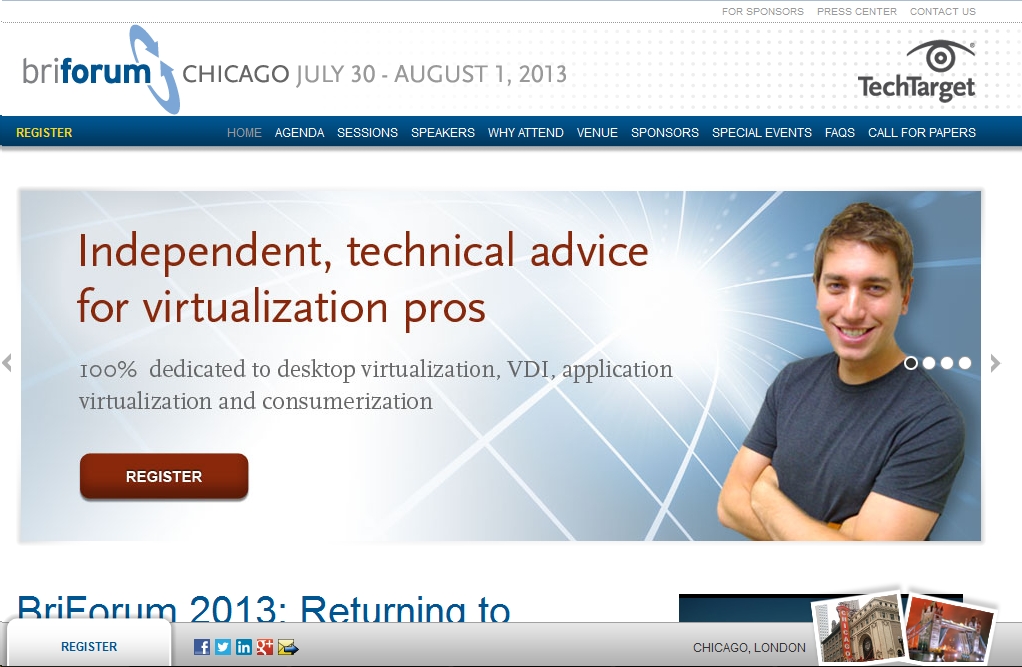 FOR SPONSORS PRESS CENTER CONTACT US
briforum CHICAGO JULY 30 - AUGUST 1, 2013
TechTarget
REGISTER HOME AGENDA SESSIONS SPEAKERS WHY ATTEND VENUE SPONSORS SPECIAL EVENTS FAQS CALL FOR PAPERS
Independent, technical advice
for virtualization pros
100% dedicated to desktop virtualization, VDI, application
virtualization and consumerization
REGISTER
BriForum 2013: Returning to
REGISTER CHICAGO, LONDON
CHICAGO